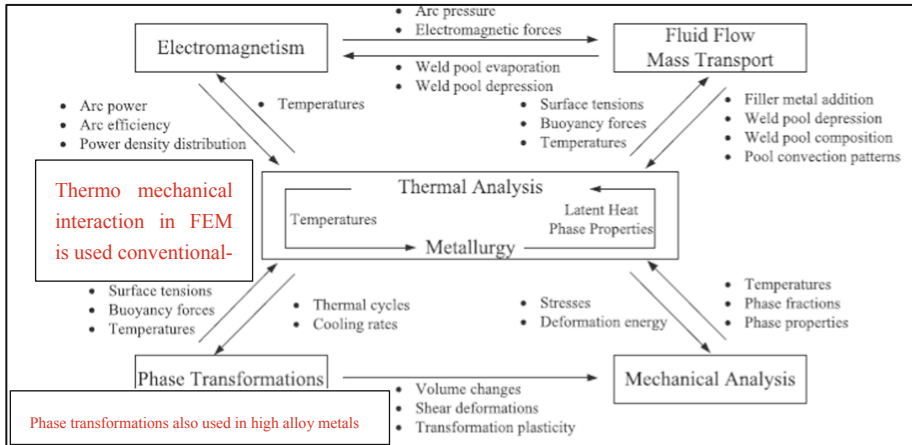 • Arc pressure
• Electromagnetic forces
Electromagnetism
Fluid Flow
Mass Transport
• Weld pool evaporation
• Weld pool depression
• Arc power
• Arc efficiency
• Power density distribution
• Temperatures
• Surface tensions
• Buoyancy forces
• Temperatures
• Filler metal addition
• Weld pool depression
• Weld pool composition
• Pool convection patterns
Thermo mechanical
interaction in FEM
is used conventional-
Thermal Analysis
Temperatures
Latent Heat
Phase Properties
Metallurgy
• Surface tensions
• Buoyancy forces
• Temperatures
• Thermal cycles
• Cooling rates
• Stresses
• Deformation energy
• Temperatures
• Phase fractions
• Phase properties
Phase Transformations
• Volume changes
• Shear deformations
• Transformation plasticity
Mechanical Analysis
Phase transformations also used in high alloy metals